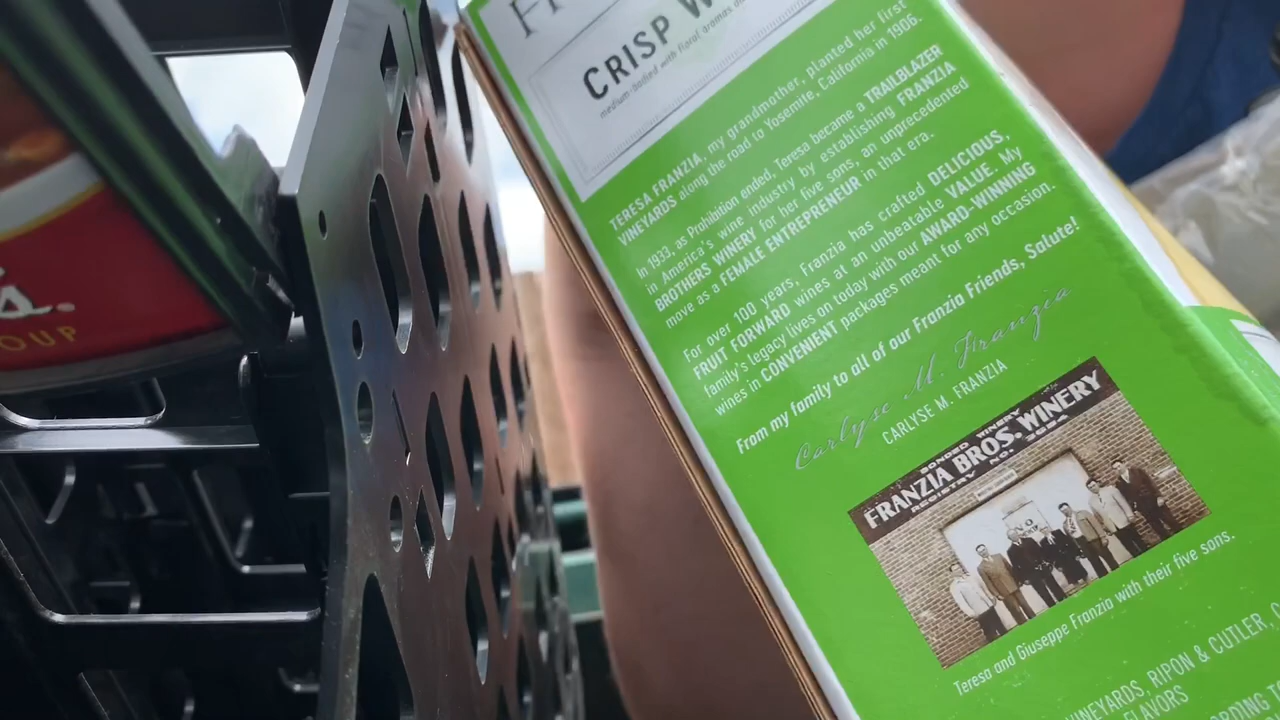 CRISP
medium-bodied with floral aromas
TERESA FRANZIA, my grandmother, planted her first
VINEYARDS along the road to Yosemite, California in 1906.
In 1933, as Prohibition ended, Teresa became a TRAILBLAZER
in America's wine industry by establishing FRANZIA
BROTHERS WINERY for her five sons, an unprecedented
move as a FEMALE ENTREPRENEUR in that era.
For over 100 years, Franzia has crafted DELICIOUS,
FRUIT FORWARD wines at an unbeatable VALUE. My
family's legacy lives on today with our AWARD-WINNING
wines in CONVENIENT packages meant for any occasion.
From my family to all of our Franzia Friends, Salute!
Carlyse M. Franzia
CARLYSE M. FRANZIA
BONDED WINERY
FRANZIA BROS. WINERY
REGISTRY NO. 3654
Teresa and Giuseppe Franzia with their five sons.
VINEYARDS, RIPON & CUTLER,
FLAVORS
OUP